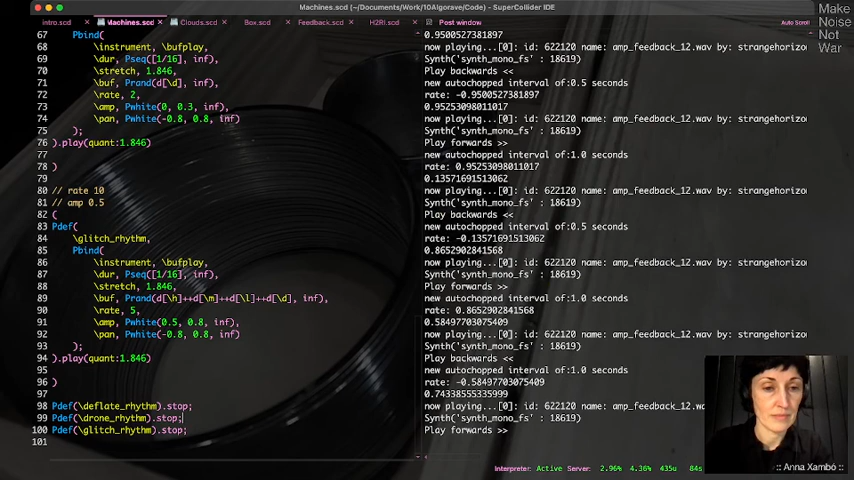 Machines.scd (~/Documents/Work/10Algorave/Code) - SuperCollider IDE
intro.scd
Machines.scd
Clouds.scd
Box.scd
Feedback.scd
H2Ri.scd
Post window
Auto Scroll
Make
Noise
Not
War
67 Pbind(
68 \instrument, \bufplay,
69 \dur, Pseq([1/16], inf),
70 \stretch, 1.846,
71 \buf, Prand(d[\d], inf),
72 \rate, 2,
73 \amp, Pwhite(0, 0.3, inf),
74 \pan, Pwhite(-0.8, 0.8, inf)
75 );
76 ).play(quant:1.846)
77
78 )
79
80 // rate 10
81 // amp 0.5
82 (
83 Pdef(
84 \glitch_rhythm,
85 Pbind(
86 \instrument, \bufplay,
87 \dur, Pseq([1/16], inf),
88 \stretch, 1.846,
89 \buf, Prand(d[\h]++d[\m]++d[\l]++d[\d], inf),
90 \rate, 5,
91 \amp, Pwhite(0.5, 0.8, inf),
92 \pan, Pwhite(-0.8, 0.8, inf)
93 );
94 ).play(quant:1.846)
95
96 )
97
98 Pdef(\deflate_rhythm).stop;
99 Pdef(\drone_rhythm).stop;
100 Pdef(\glitch_rhythm).stop;
101
0.9500527381897
now playing...[0]: id: 622120 name: amp_feedback_12.wav by: strangehorizo
Synth('synth_mono_fs' : 18619)
Play backwards <<
new autochopped interval of:0.5 seconds
rate: -0.9500527381897
0.95253098011017
now playing...[0]: id: 622120 name: amp_feedback_12.wav by: strangehorizo
Synth('synth_mono_fs' : 18619)
Play forwards >>
new autochopped interval of:1.0 seconds
rate: 0.95253098011017
0.13571691513062
now playing...[0]: id: 622120 name: amp_feedback_12.wav by: strangehorizo
Synth('synth_mono_fs' : 18619)
Play backwards <<
new autochopped interval of:0.5 seconds
rate: -0.13571691513062
0.8652902841568
now playing...[0]: id: 622120 name: amp_feedback_12.wav by: strangehorizo
Synth('synth_mono_fs' : 18619)
Play forwards >>
new autochopped interval of:1.0 seconds
rate: 0.8652902841568
0.58497703075409
now playing...[0]: id: 622120 name: amp_feedback_12.wav by: strangehorizo
Synth('synth_mono_fs' : 18619)
Play backwards <<
new autochopped interval of:1.0 seconds
rate: -0.58497703075409
0.74338555335999
now playing...[0]: id: 622120 name: amp_feedback_12.wa
Synth('synth_mono_fs' : 18619)
Play forwards >>
Interpreter: Active Server: 2.96% 4.36% 435u 84s
:: Anna Xambó ::